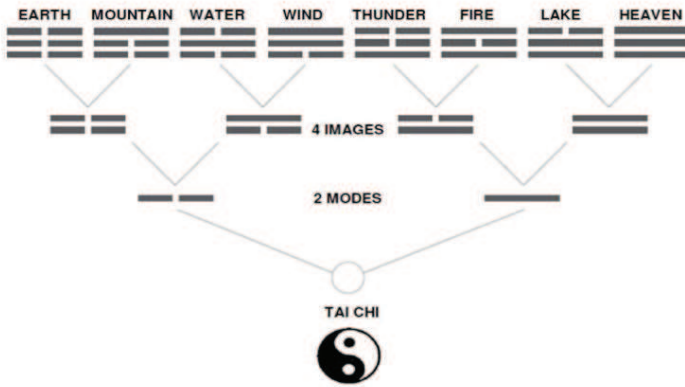 EARTH MOUNTAIN WATER WIND THUNDER FIRE LAKE HEAVEN
4 IMAGES
2 MODES
TAI CHI